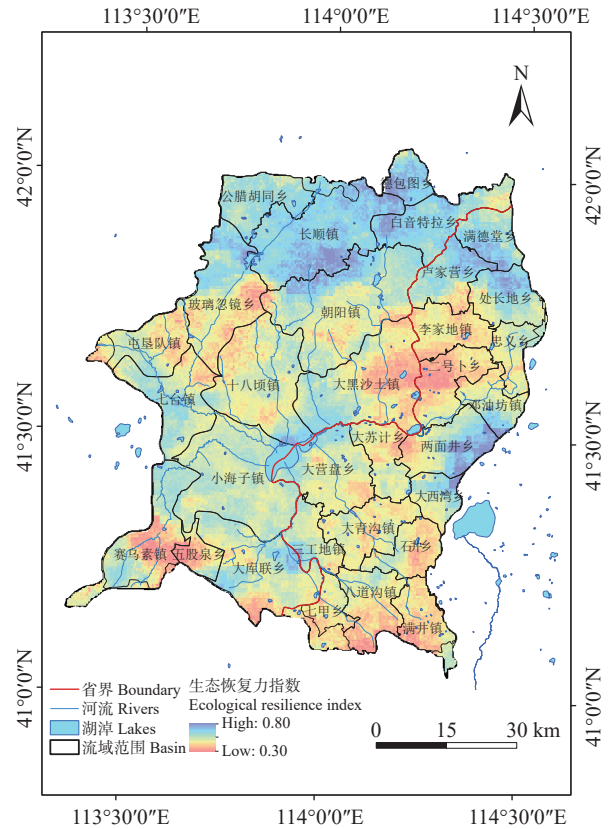 113°30′0″E 114°0′0″E 114°30′0″E
N
42°0′0″N
42°0′0″N
德包图乡
公腊胡同乡
白音特拉乡
长顺镇
满德堂乡
卢家营乡
处长地乡
玻璃忽镜乡
朝阳镇
李家地镇
屯垦队镇
忠义乡
二号卜乡
十八顷镇
大黑沙土镇
七台镇
邓油坊镇
41°30′0″N
41°30′0″N
大苏计乡
两面井乡
大营盘乡
小海子镇
大西湾乡
大青沟镇
石井乡
赛乌素镇
五股泉乡
三工地镇
大库联乡
八道沟镇
七甲乡
满井镇
41°0′0″N
41°0′0″N
省界 Boundary
河流 Rivers
湖淖 Lakes
流域范围 Basin
生态恢复力指数
Ecological resilience index
High: 0.80
Low: 0.30
0 15 30 km
113°30′0″E 114°0′0″E 114°30′0″E